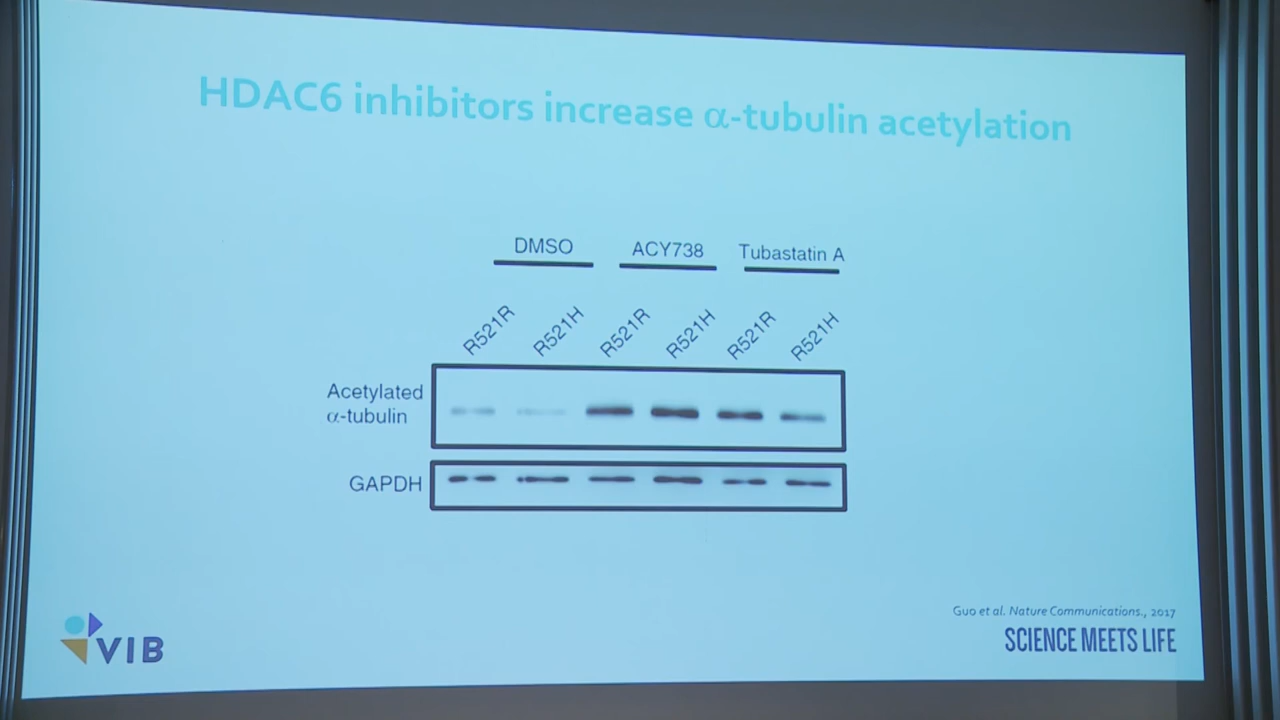 HDAC6 inhibitors increase α-tubulin acetylation
DMSO
ACY738
Tubastatin A
R521R
R521H
R521R
R521H
R521R
R521H
Acetylated
α-tubulin
GAPDH
Guo et al. Nature Communications., 2017
VIB
SCIENCE MEETS LIFE